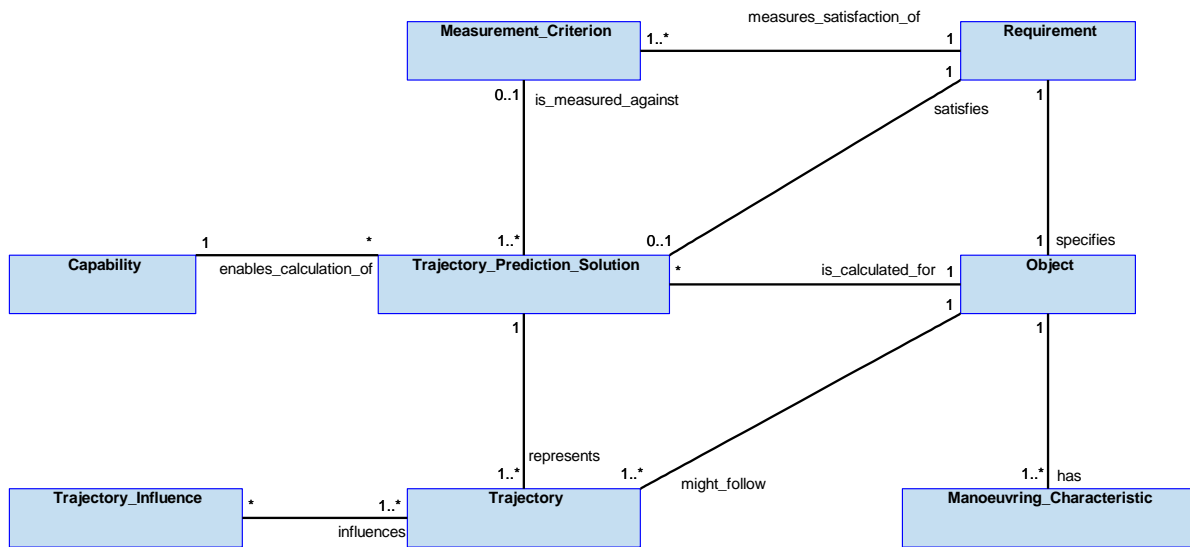 measures_satisfaction_of
Measurement_Criterion
1..*
1
Requirement
0..1
is_measured_against
1
satisfies
1
1
*
1..*
0..1
1
specifies
Capability
enables_calculation_of
Trajectory_Prediction_Solution
*
is_calculated_for
1
Object
1
1
1
represents
1..*
1..*
might_follow
1..*
has
Trajectory_Influence
*
1..*
influences
Trajectory
Manoeuvring_Characteristic